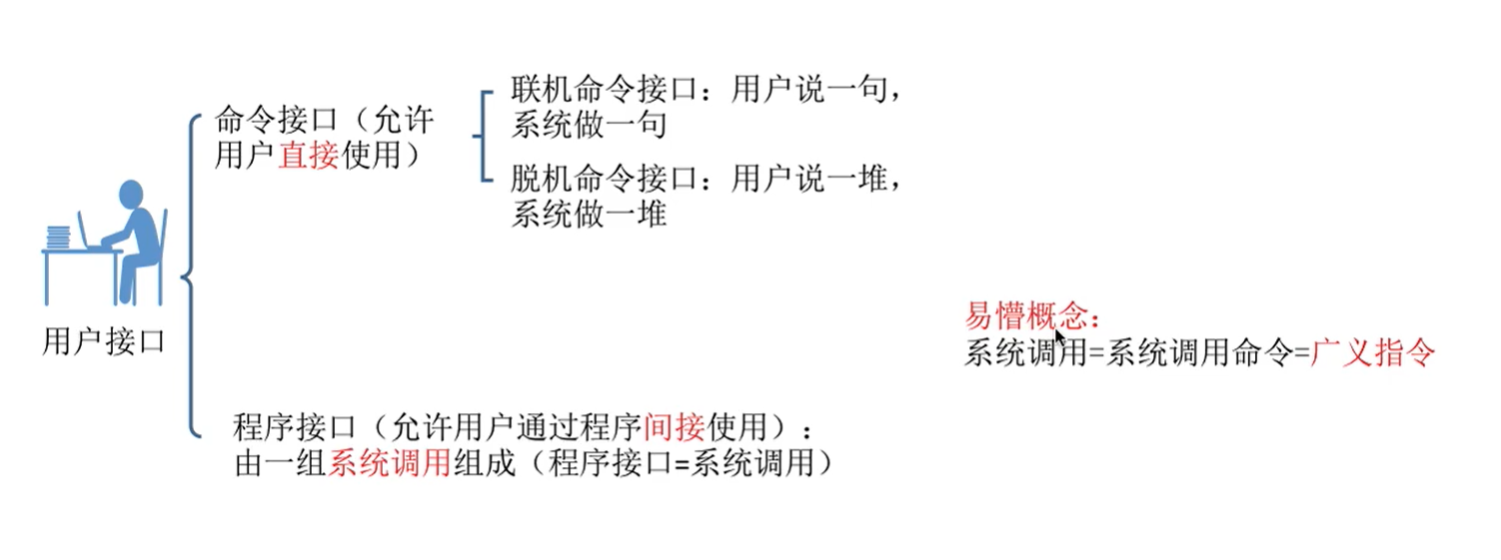 联机命令接口：用户说一句，
系统做一句
命令接口（允许
用户直接使用）
脱机命令接口：用户说一堆，
系统做一堆
用户接口
易懵概念：
系统调用=系统调用命令=广义指令
程序接口（允许用户通过程序间接使用）：
由一组系统调用组成（程序接口=系统调用）